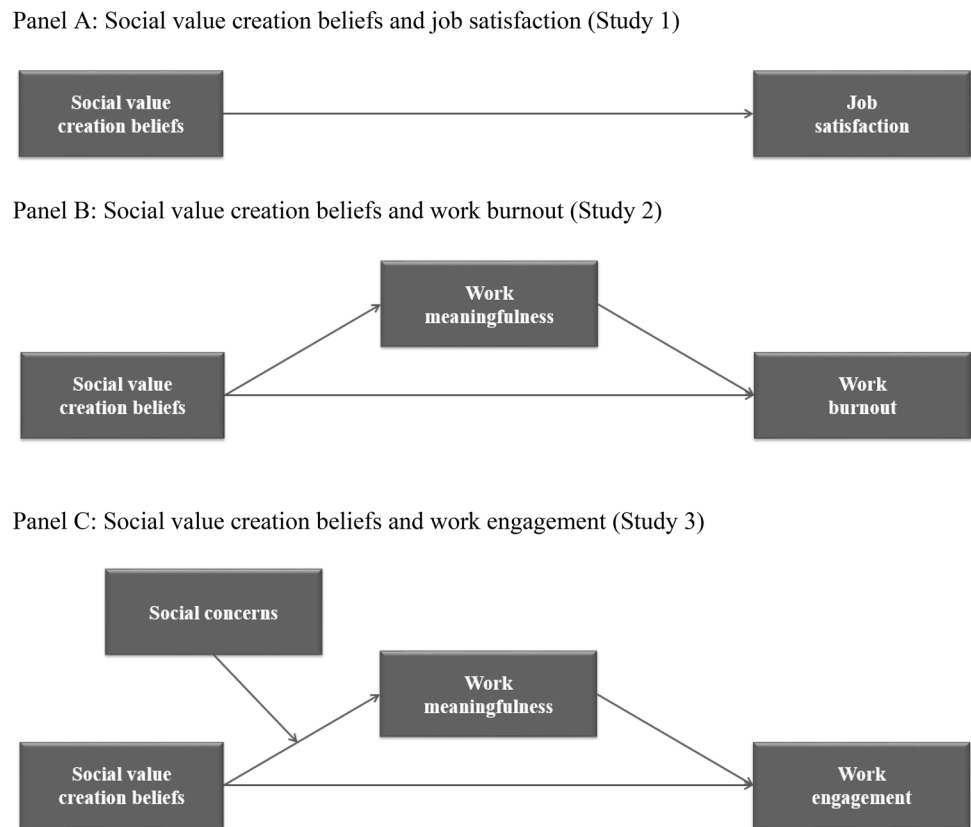 Panel A: Social value creation beliefs and job satisfaction (Study 1)
Social value
creation beliefs
Job
satisfaction
Panel B: Social value creation beliefs and work burnout (Study 2)
Work
meaningfulness
Social value
creation beliefs
Work
burnout
Panel C: Social value creation beliefs and work engagement (Study 3)
Social concerns
Work
meaningfulness
Social value
creation beliefs
Work
engagement